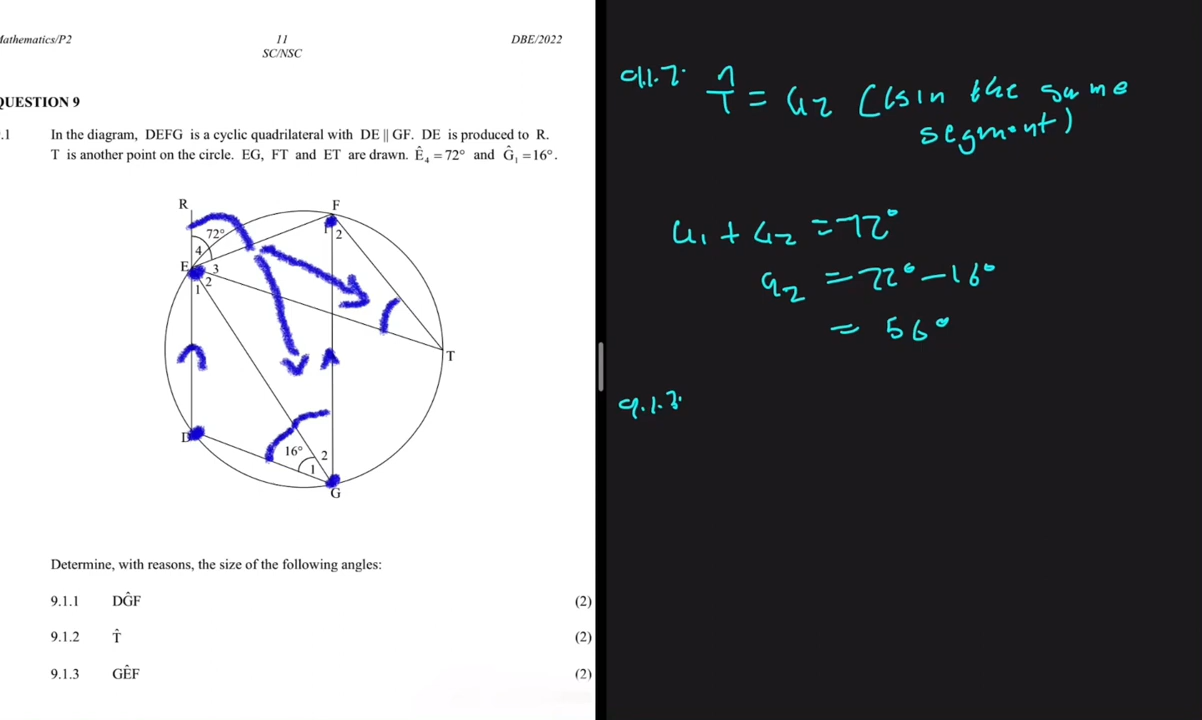 Mathematics/P2 11 DBE/2022
SC/NSC
QUESTION 9
.1 In the diagram, DEFG is a cyclic quadrilateral with DE || GF. DE is produced to R.
T is another point on the circle. EG, FT and ET are drawn. Ê₄ = 72° and Ĝ₁ = 16°.
R
F
72°
1 2
4
E 3
2
1
T
D
16°
2
1
G
Determine, with reasons, the size of the following angles:
9.1.1 DĜF (2)
9.1.2 T̂ (2)
9.1.3 GÊF (2)
9.1.2. T̂ = G2 (∠s in the same
segment)
G1 + G2 = 72°
G2 = 72° - 16°
= 56°
9.1.3.